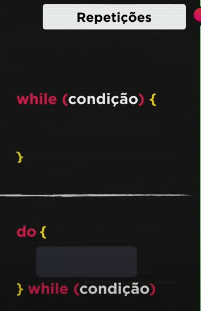 Repetições
while (condição) {
}
do {
} while (condição)